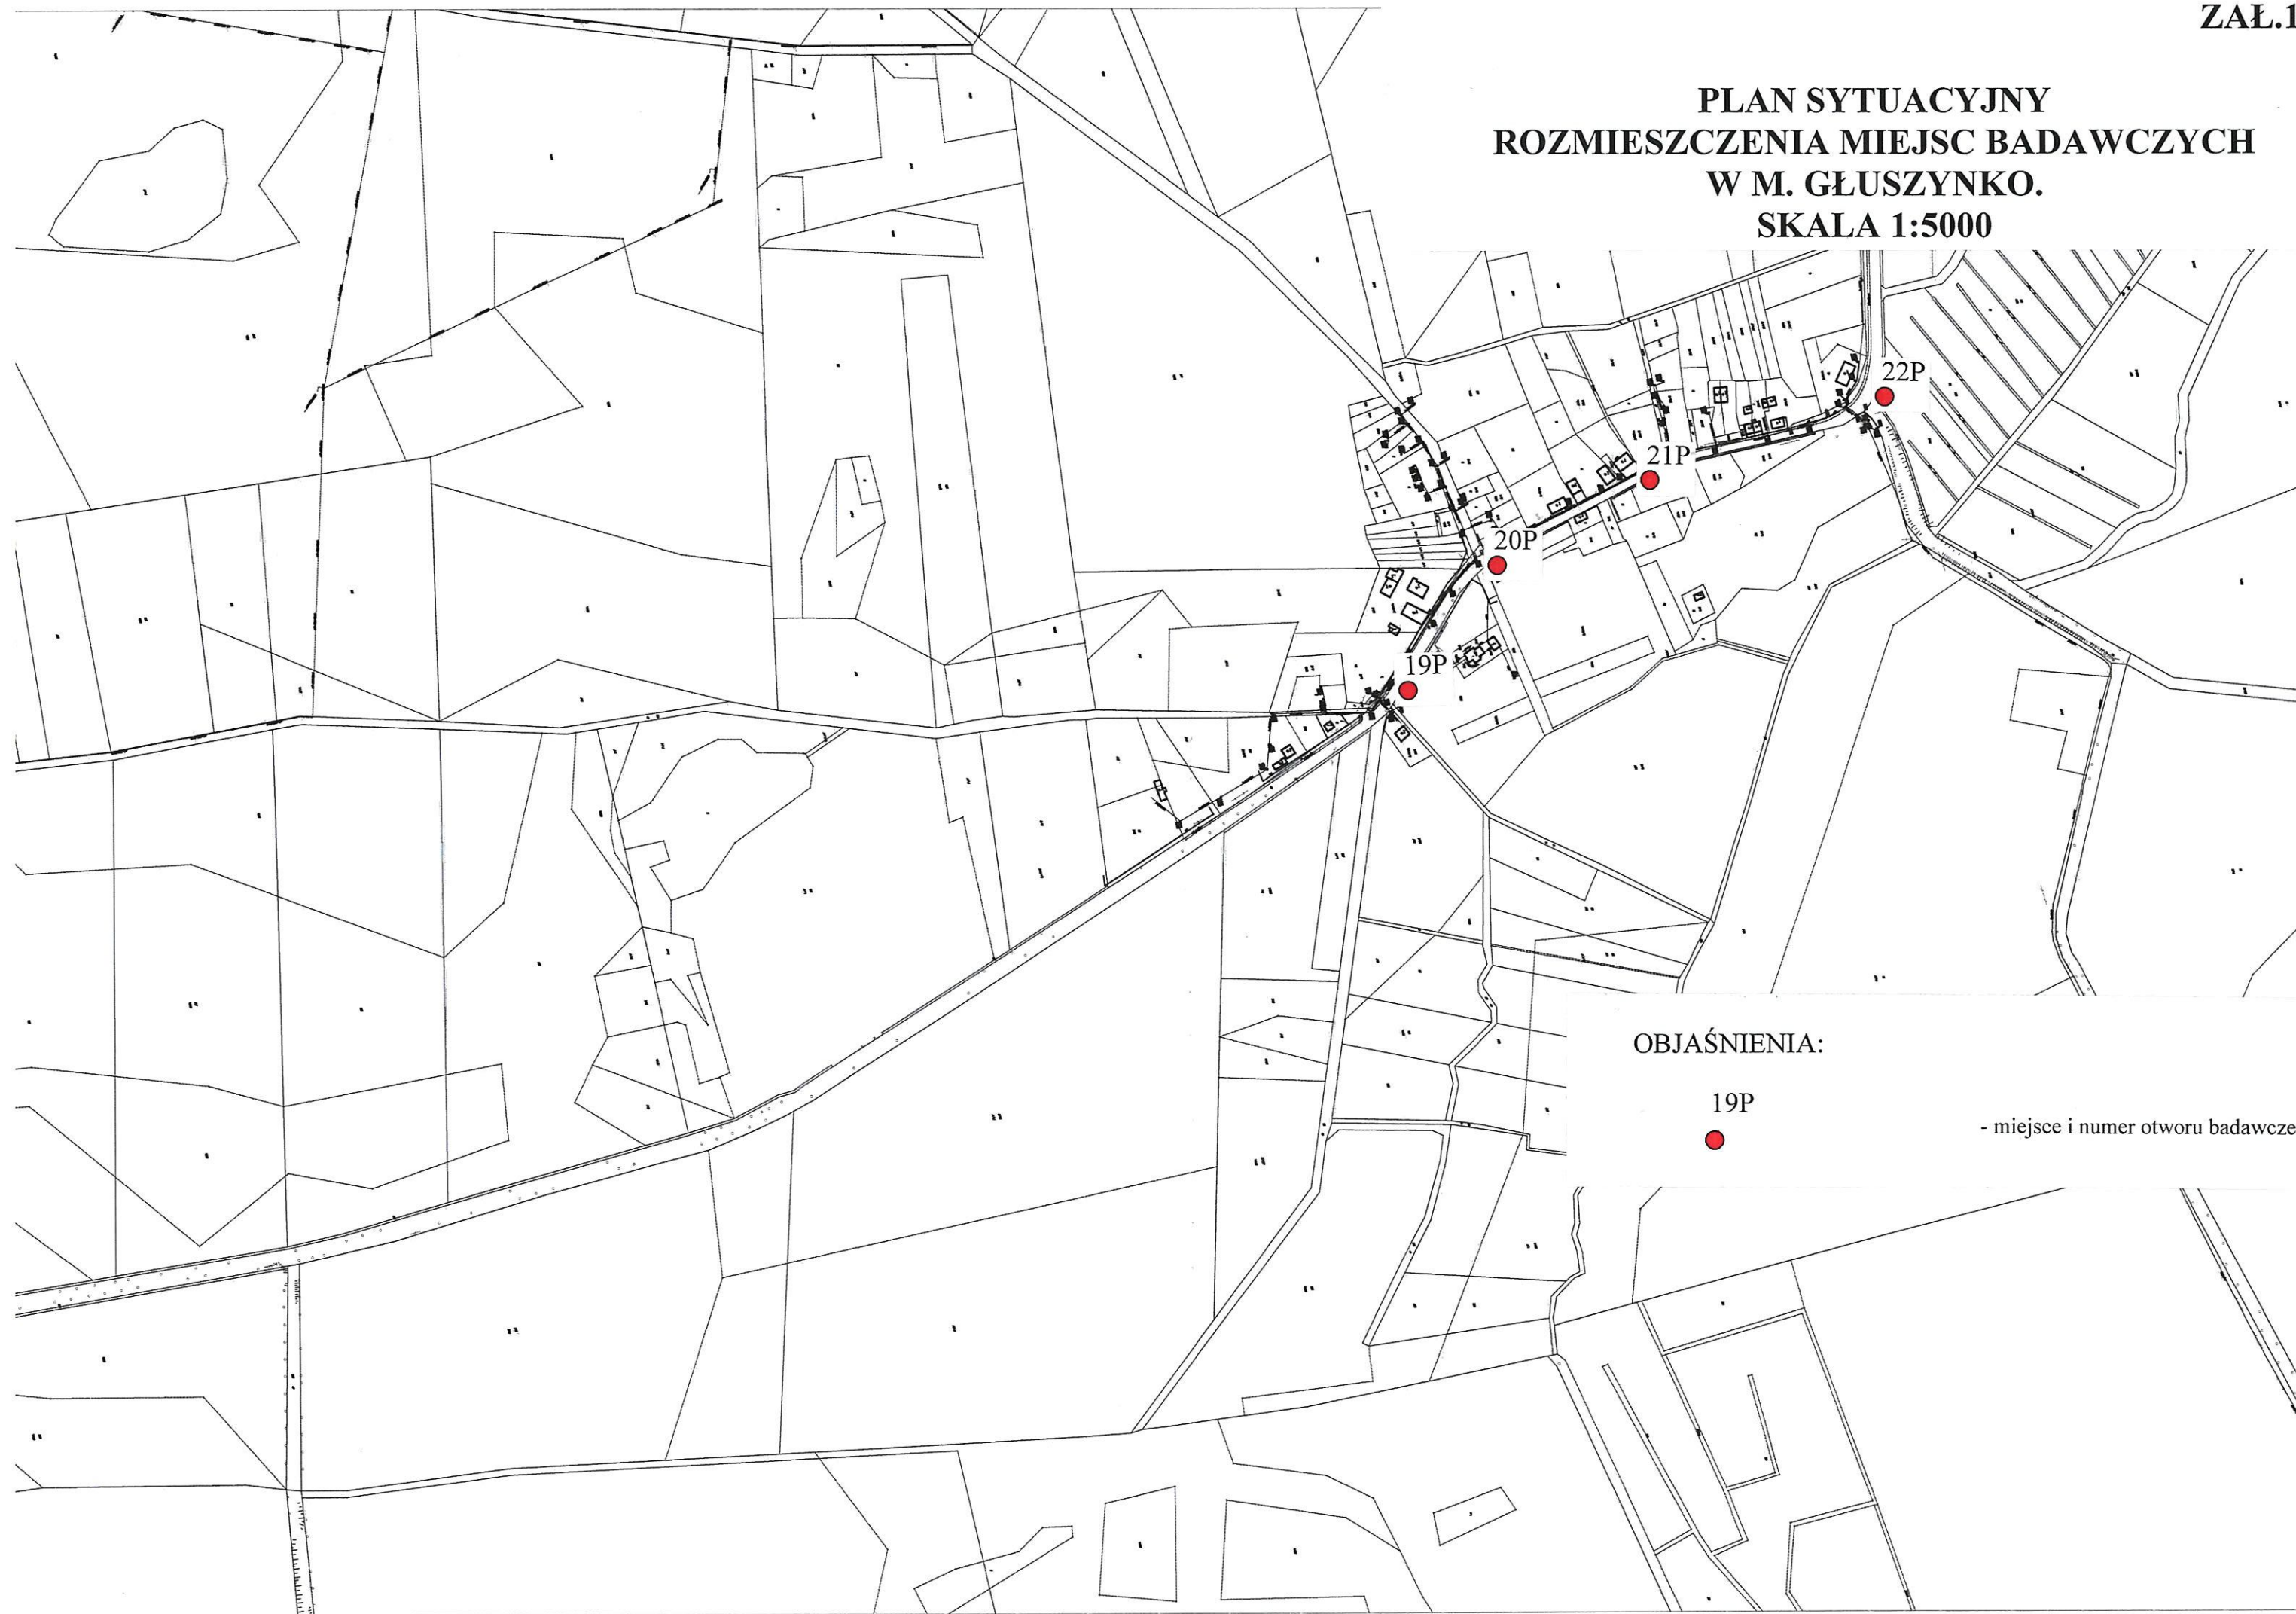 ZAŁ.1
PLAN SYTUACYJNY
ROZMIESZCZENIA MIEJSC BADAWCZYCH
W M. GŁUSZYNKO.
SKALA 1:5000
22P
21P
20P
19P
OBJAŚNIENIA:
19P
- miejsce i numer otworu badawcze